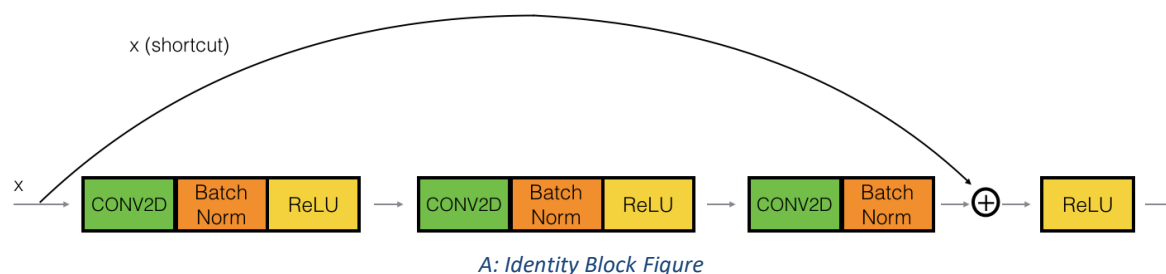 x (shortcut)
x
CONV2D Batch Norm ReLU CONV2D Batch Norm ReLU CONV2D Batch Norm + ReLU
A: Identity Block Figure